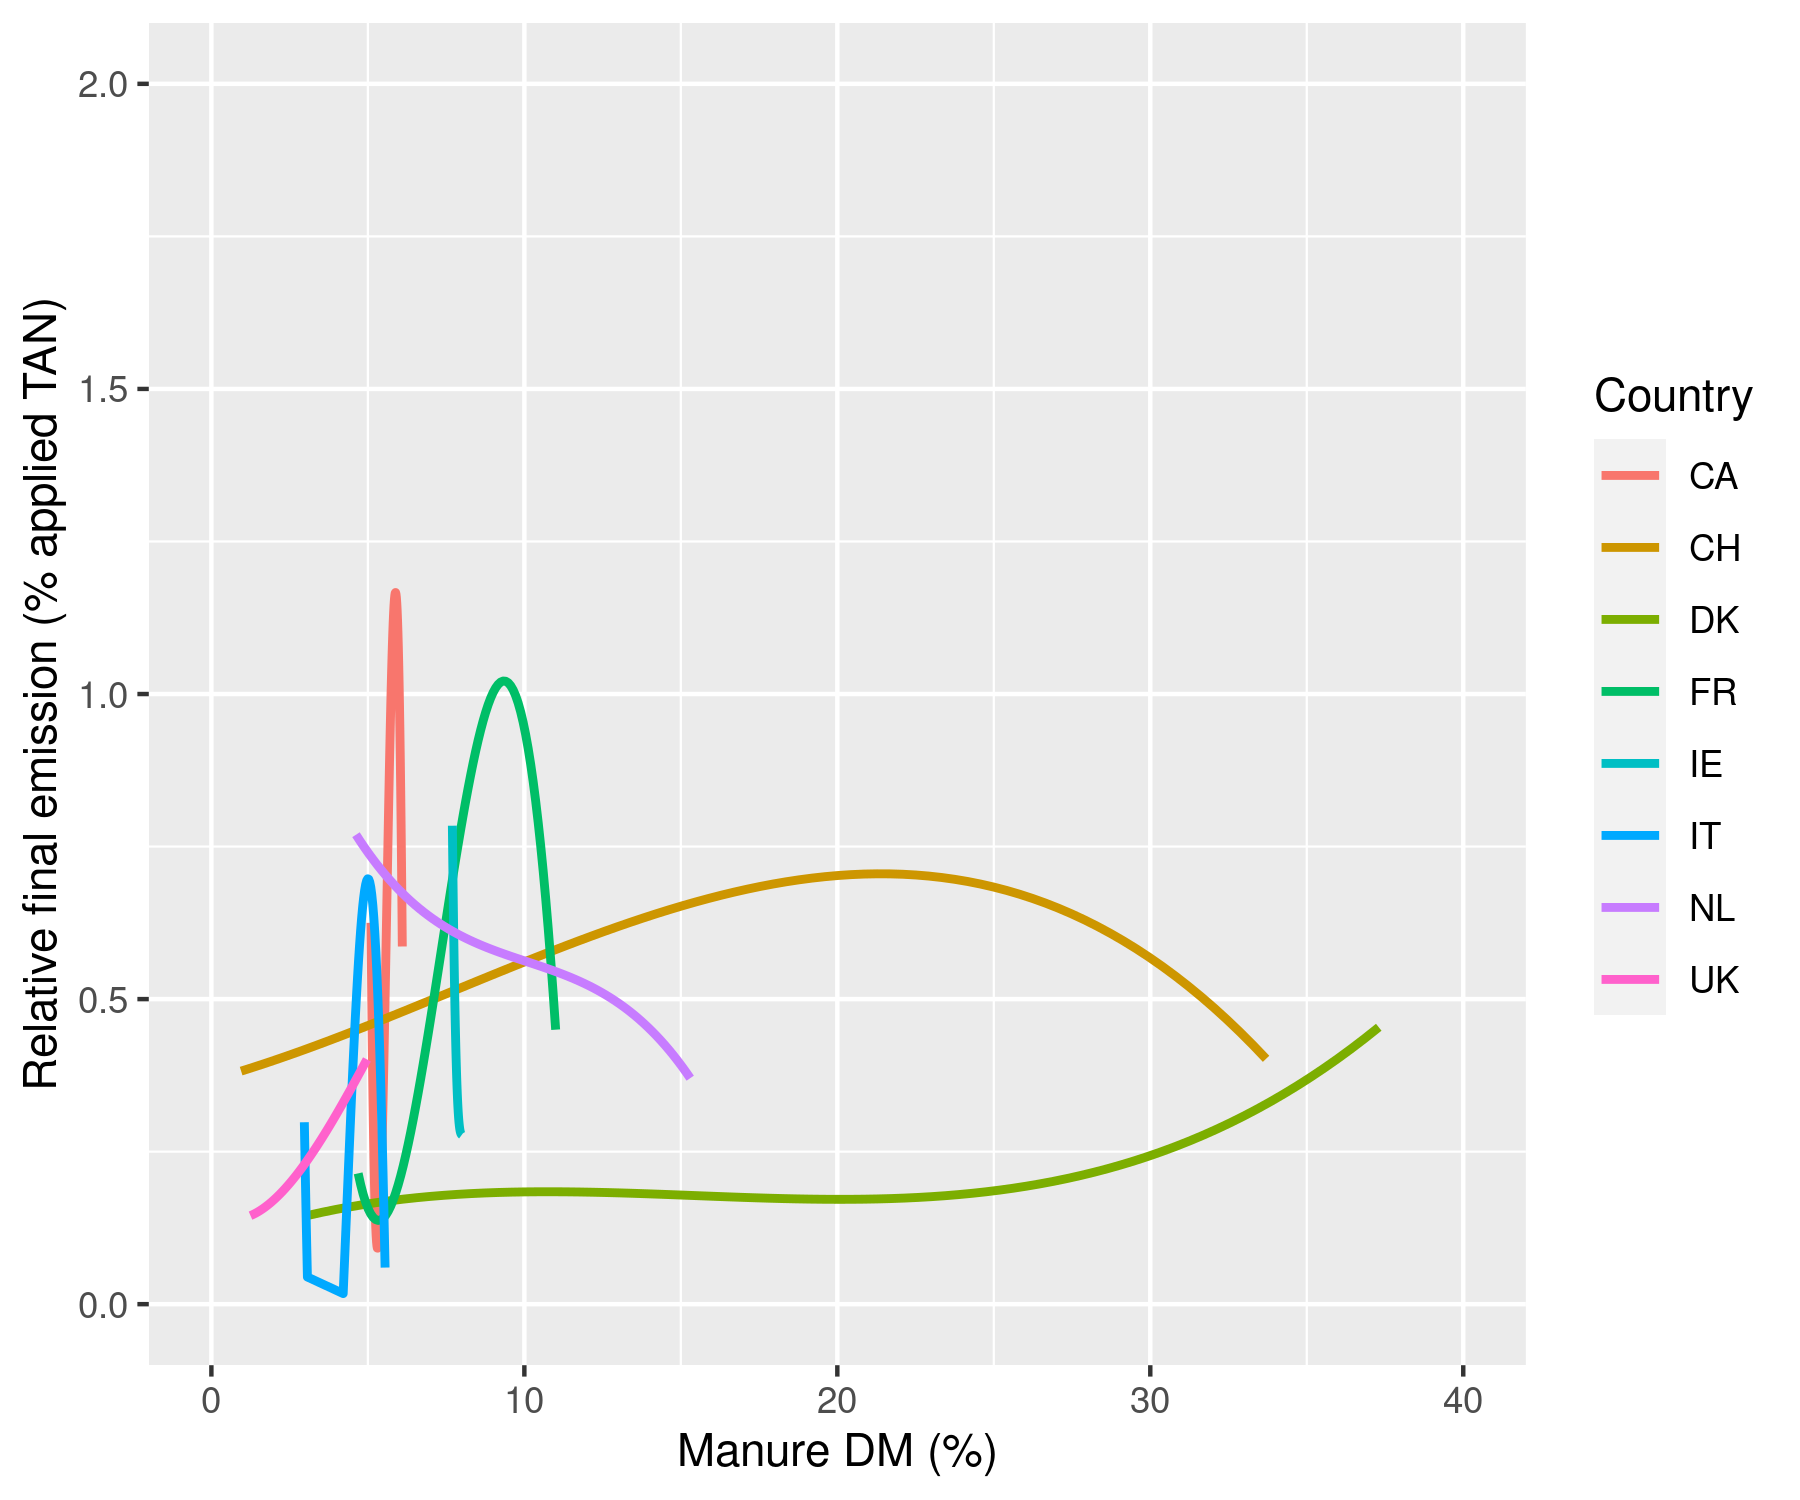 2.0
1.5
1.0
0.5
0.0
Relative final emission (% applied TAN)
0 10 20 30 40
Manure DM (%)
Country
CA
CH
DK
FR
IE
IT
NL
UK